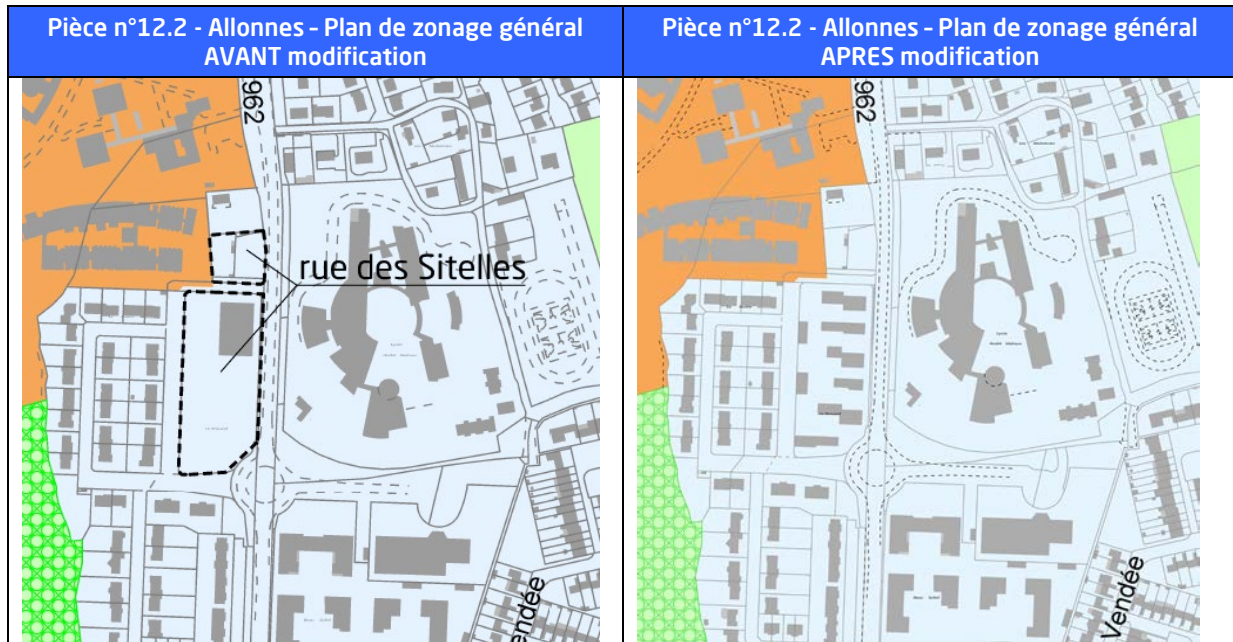 Pièce n°12.2 - Allonnes – Plan de zonage général
AVANT modification
Pièce n°12.2 - Allonnes – Plan de zonage général
APRES modification
962
rue des Sitelles
Vendée
962
Vendée